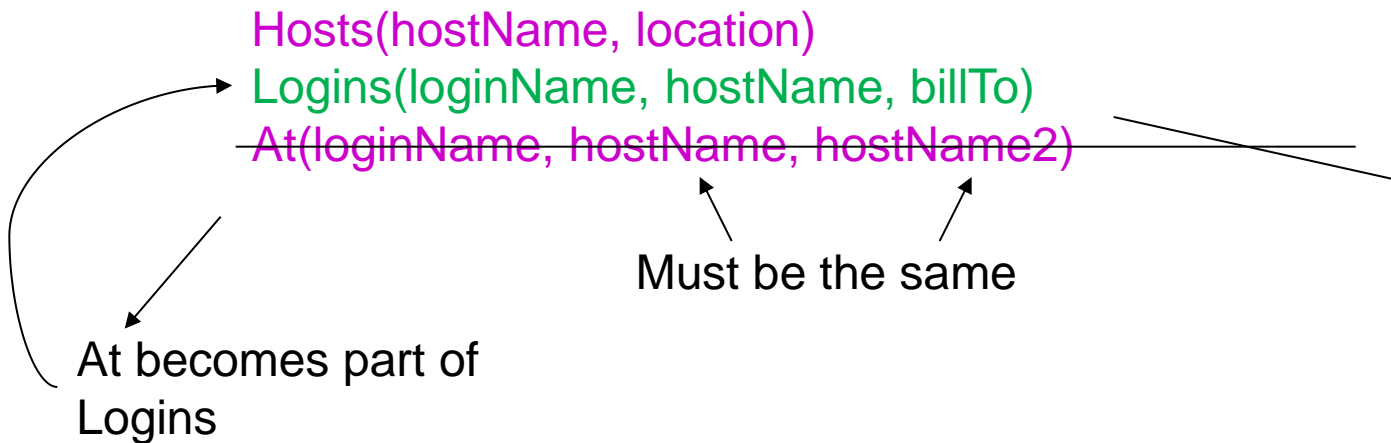 Hosts(hostName, location)
Logins(loginName, hostName, billTo)
At(loginName, hostName, hostName2)
Must be the same
At becomes part of
Logins